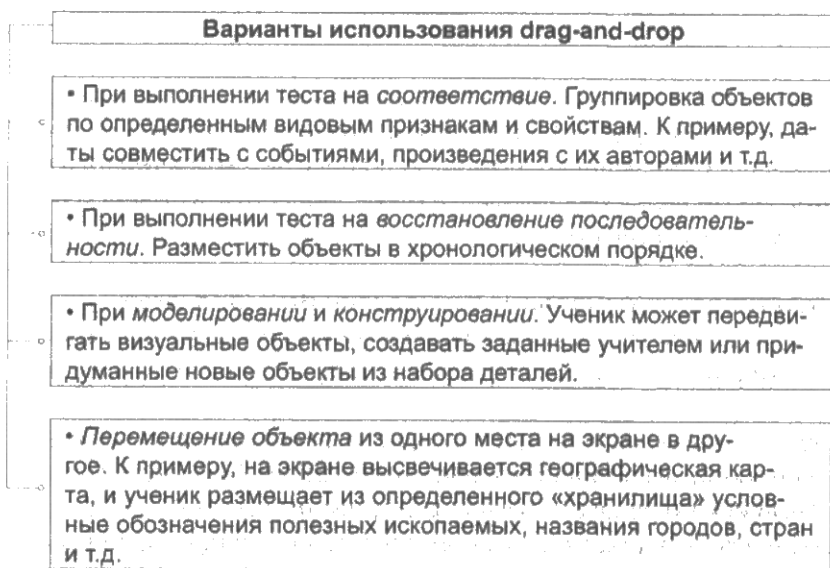 Варианты использования drag-and-drop
• При выполнении теста на соответствие. Группировка объектов
по определенным видовым признакам и свойствам. К примеру, да-
ты совместить с событиями, произведения с их авторами и т.д.
• При выполнении теста на восстановление последователь-
ности. Разместить объекты в хронологическом порядке.
• При моделировании и конструировании. Ученик может передви-
гать визуальные объекты, создавать заданные учителем или при-
думанные новые объекты из набора деталей.
• Перемещение объекта из одного места на экране в дру-
гое. К примеру, на экране высвечивается географическая кар-
та, и ученик размещает из определенного «хранилища» услов-
ные обозначения полезных ископаемых, названия городов, стран
и т.д.